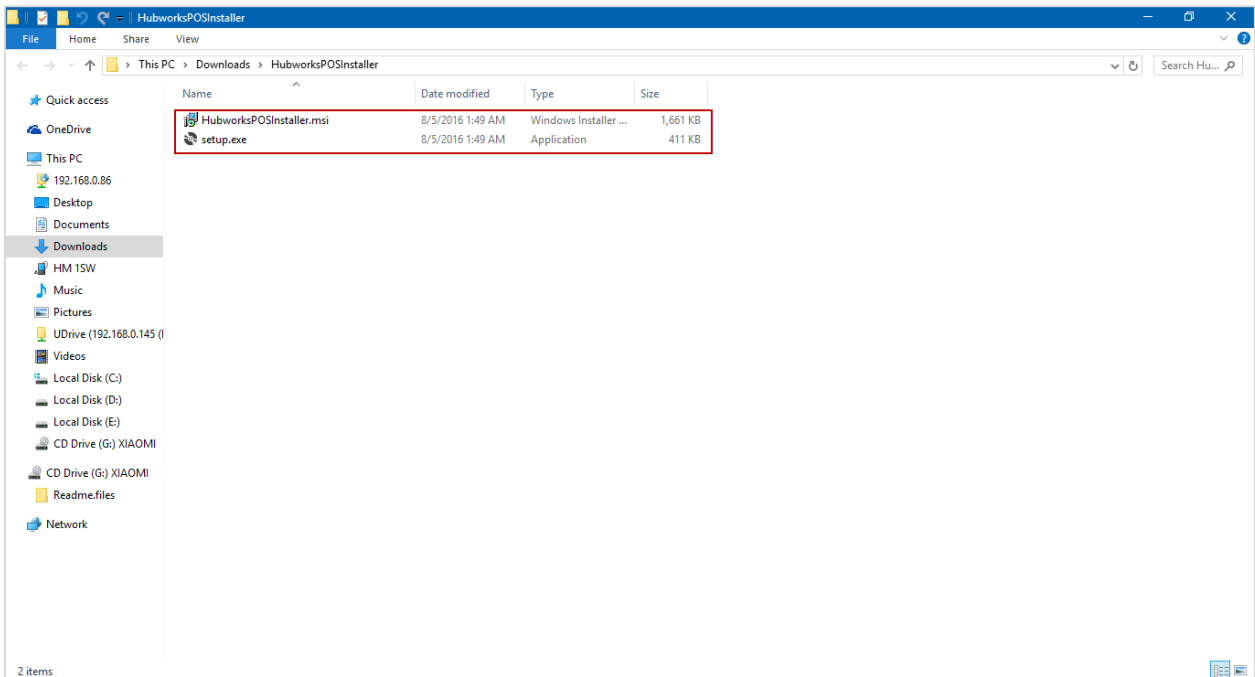 HubworksPOSInstaller
File Home Share View
This PC > Downloads > HubworksPOSInstaller
Search Hu...
Name Date modified Type Size
HubworksPOSInstaller.msi 8/5/2016 1:49 AM Windows Installer ... 1,661 KB
setup.exe 8/5/2016 1:49 AM Application 411 KB
Quick access
OneDrive
This PC
192.168.0.86
Desktop
Documents
Downloads
HM 1SW
Music
Pictures
UDrive (192.168.0.145 (
Videos
Local Disk (C:)
Local Disk (D:)
Local Disk (E:)
CD Drive (G:) XIAOMI
CD Drive (G:) XIAOMI
Readme.files
Network
2 items